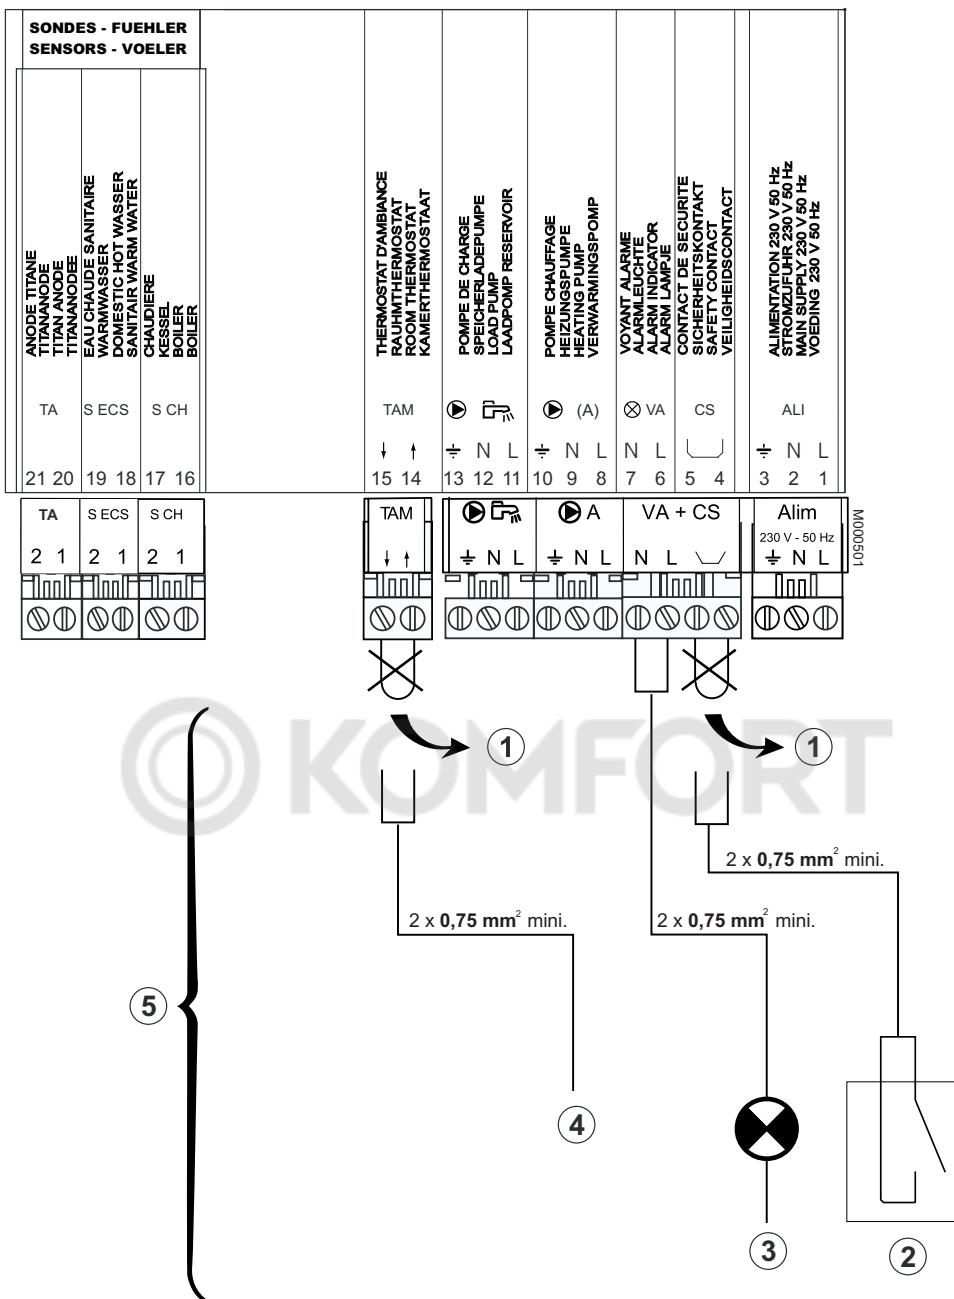 SONDES - FUEHLER
SENSORS - VOELER
ANODE TITANE
TITANANODE
TITAN ANODE
TITANANODEE
EAU CHAUDE SANITAIRE
WARMWASSER
DOMESTIC HOT WASSER
SANITAIR WARM WATER
CHAUDIERE
KESSEL
BOILER
BOILER
THERMOSTAT D'AMBIANCE
RAUHMTHERMOSTAT
ROOM THERMOSTAT
KAMERTHERMOSTAAT
POMPE DE CHARGE
SPEICHERLADEPUMPE
LOAD PUMP
LAADPOMP RESERVOIR
POMPE CHAUFFAGE
HEIZUNGSPUMPE
HEATING PUMP
VERWARMINGSPOMP
VOYANT ALARME
ALARMLEUCHTE
ALARM INDICATOR
ALARM LAMPJE
CONTACT DE SECURITE
SICHERHEITSKONTAKT
SAFETY CONTACT
VEILIGHEIDSCONTACT
ALIMENTATION 230 V 50 Hz
STROMZUFUHR 230 V 50 Hz
MAIN SUPPLY 230 V 50 Hz
VOEDING 230 V 50 Hz
TA S ECS S CH TAM (A) VA CS ALI
N L N L N L N L
21 20 19 18 17 16 15 14 13 12 11 10 9 8 7 6 5 4 3 2 1
TA S ECS S CH TAM A VA + CS Alim
230 V - 50 Hz
2 1 2 1 2 1 N L N L N L N L
M000501
KOMFORT
1
1
2 x 0,75 mm² mini.
2 x 0,75 mm² mini.
2 x 0,75 mm² mini.
5
4
3
2